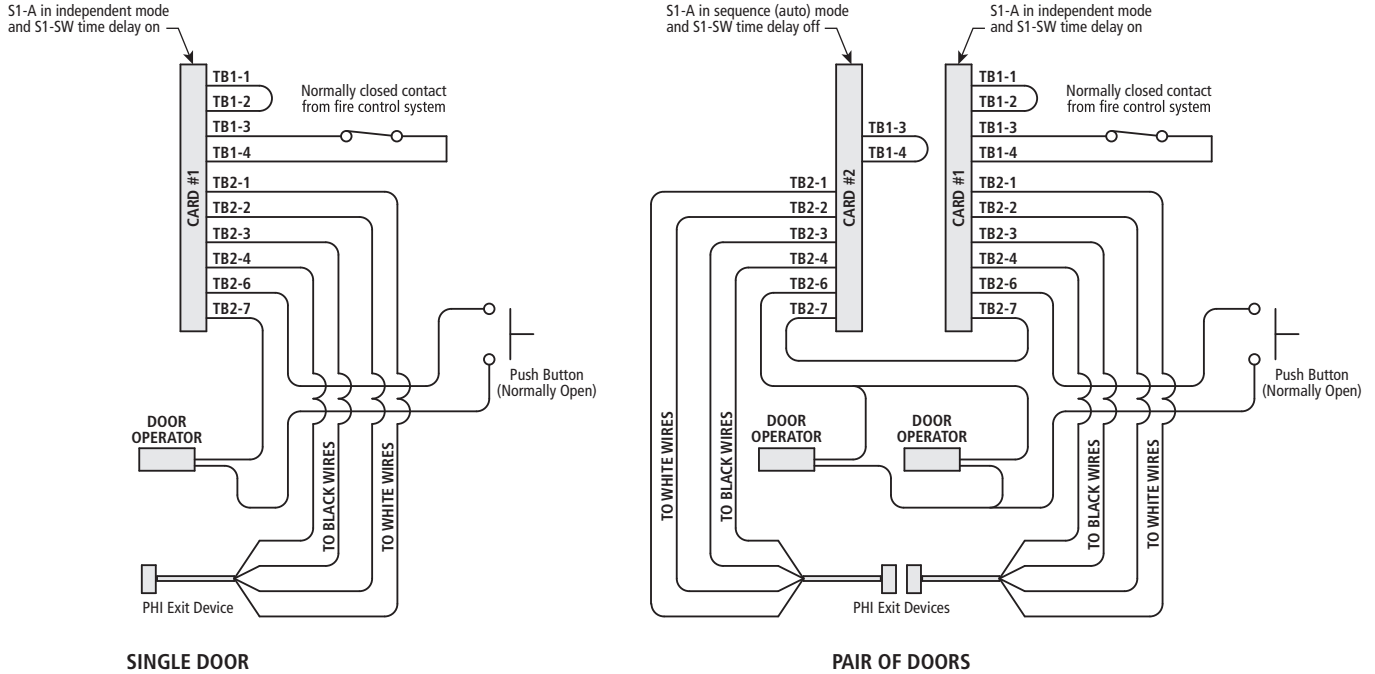 S1-A in independent mode
and S1-SW time delay on
TB1-1
TB1-2
TB1-3
TB1-4
TB2-1
TB2-2
TB2-3
TB2-4
TB2-6
TB2-7
CARD #1
Normally closed contact
from fire control system
Push Button
(Normally Open)
DOOR
OPERATOR
TO BLACK WIRES
TO WHITE WIRES
PHI Exit Device
SINGLE DOOR
S1-A in sequence (auto) mode
and S1-SW time delay off
S1-A in independent mode
and S1-SW time delay on
TB1-3
TB1-4
TB2-1
TB2-2
TB2-3
TB2-4
TB2-6
TB2-7
CARD #2
TB1-1
TB1-2
TB1-3
TB1-4
TB2-1
TB2-2
TB2-3
TB2-4
TB2-6
TB2-7
CARD #1
Normally closed contact
from fire control system
Push Button
(Normally Open)
TO WHITE WIRES
TO BLACK WIRES
DOOR
OPERATOR
DOOR
OPERATOR
TO BLACK WIRES
TO WHITE WIRES
PHI Exit Devices
PAIR OF DOORS